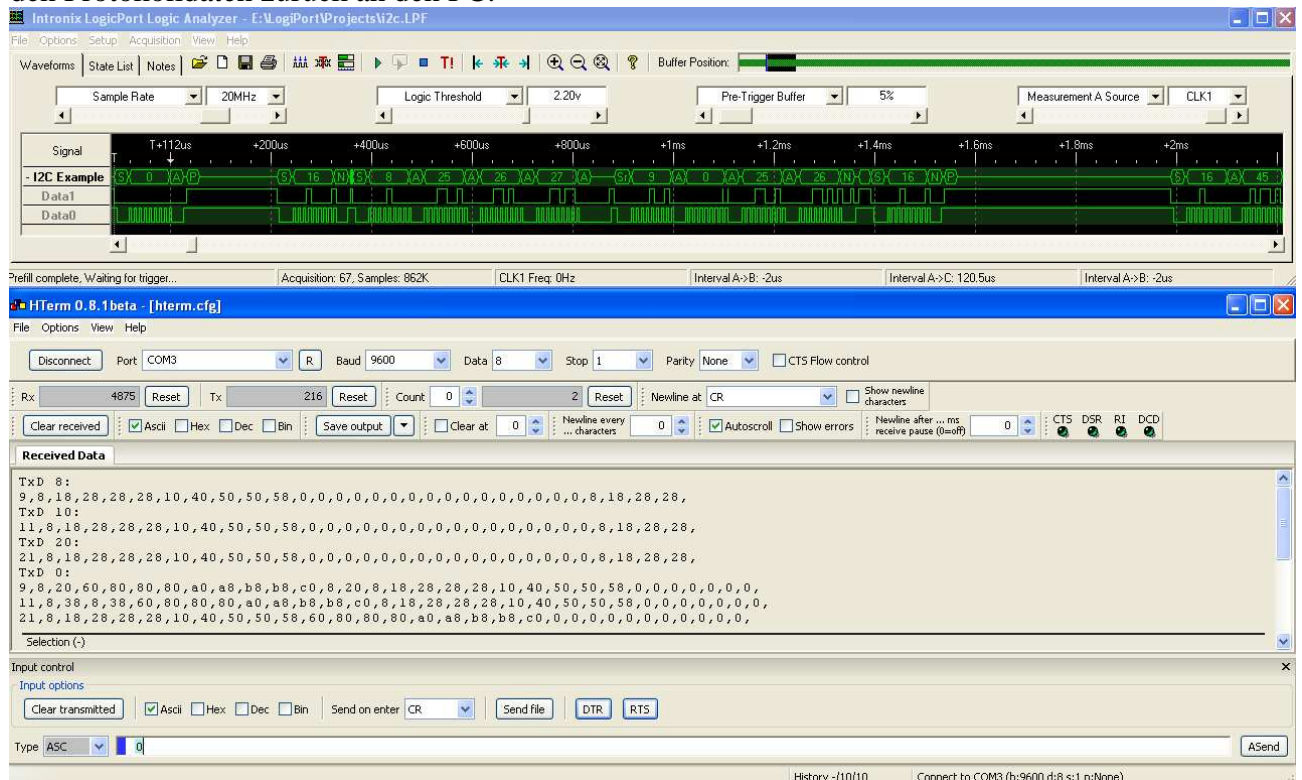 den Protokolldaten zurück an den PC.
Intronix LogicPort Logic Analyzer - E:\LogiPort\Projects\i2c.LPF
File Options Setup Acquisition View Help
Waveforms State List Notes T! ? Buffer Position:
Sample Rate 20MHz Logic Threshold 2.20v Pre-Trigger Buffer 5% Measurement A Source CLK1
Signal T T+112us +200us +400us +600us +800us +1ms +1.2ms +1.4ms +1.6ms +1.8ms +2ms
- I2C Example S 0 A P S 16 N S 8 A 25 A 26 A 27 A Sr 9 A 0 A 25 A 26 N S 16 N P S 16 A 45
Data1
Data0
Prefill complete, Waiting for trigger... Acquisition: 67, Samples: 862K CLK1 Freq: 0Hz Interval A->B: -2us Interval A->C: 120.5us Interval A->B: -2us
HTerm 0.8.1beta - [hterm.cfg]
File Options View Help
Disconnect Port COM3 R Baud 9600 Data 8 Stop 1 Parity None CTS Flow control
Rx 4875 Reset Tx 216 Reset Count 0 2 Reset Newline at CR Show newline characters
Clear received Ascii Hex Dec Bin Save output Clear at 0 Newline every ... characters 0 Autoscroll Show errors Newline after ... ms receive pause (0=off) 0 CTS DSR RI DCD
Received Data
TxD 8:
9,8,18,28,28,28,10,40,50,50,58,0,0,0,0,0,0,0,0,0,0,0,0,0,0,0,0,8,18,28,28,
TxD 10:
11,8,18,28,28,28,10,40,50,50,58,0,0,0,0,0,0,0,0,0,0,0,0,0,0,0,0,8,18,28,28,
TxD 20:
21,8,18,28,28,28,10,40,50,50,58,0,0,0,0,0,0,0,0,0,0,0,0,0,0,0,0,8,18,28,28,
TxD 0:
9,8,20,60,80,80,80,a0,a8,b8,b8,c0,8,20,8,18,28,28,28,10,40,50,50,58,0,0,0,0,0,0,0,
11,8,38,8,38,60,80,80,80,a0,a8,b8,b8,c0,8,18,28,28,28,10,40,50,50,58,0,0,0,0,0,0,0,
21,8,18,28,28,28,10,40,50,50,58,60,80,80,80,a0,a8,b8,b8,c0,0,0,0,0,0,0,0,0,0,0,
Selection (-)
Input control
Input options
Clear transmitted Ascii Hex Dec Bin Send on enter CR Send file DTR RTS
Type ASC 0 ASend
History -/10/10 Connect to COM3 (b:9600 d:8 s:1 p:None)